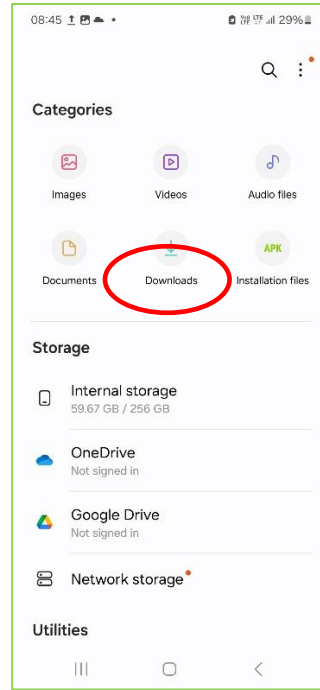 08:45 29%
Categories
Images Videos Audio files
APK
Documents Downloads Installation files
Storage
Internal storage
59.67 GB / 256 GB
OneDrive
Not signed in
Google Drive
Not signed in
Network storage
Utilities